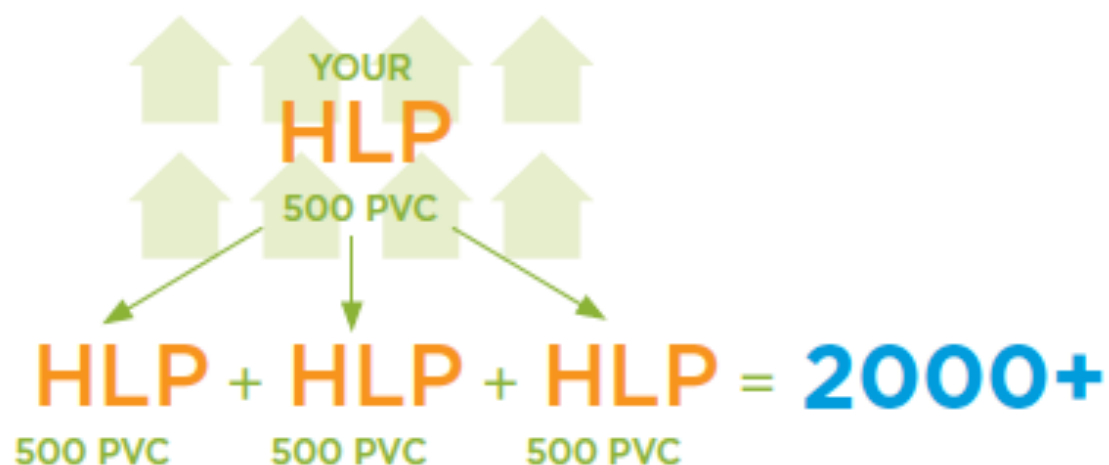 YOUR
HLP
500 PVC
HLP + HLP + HLP = 2000+
500 PVC 500 PVC 500 PVC